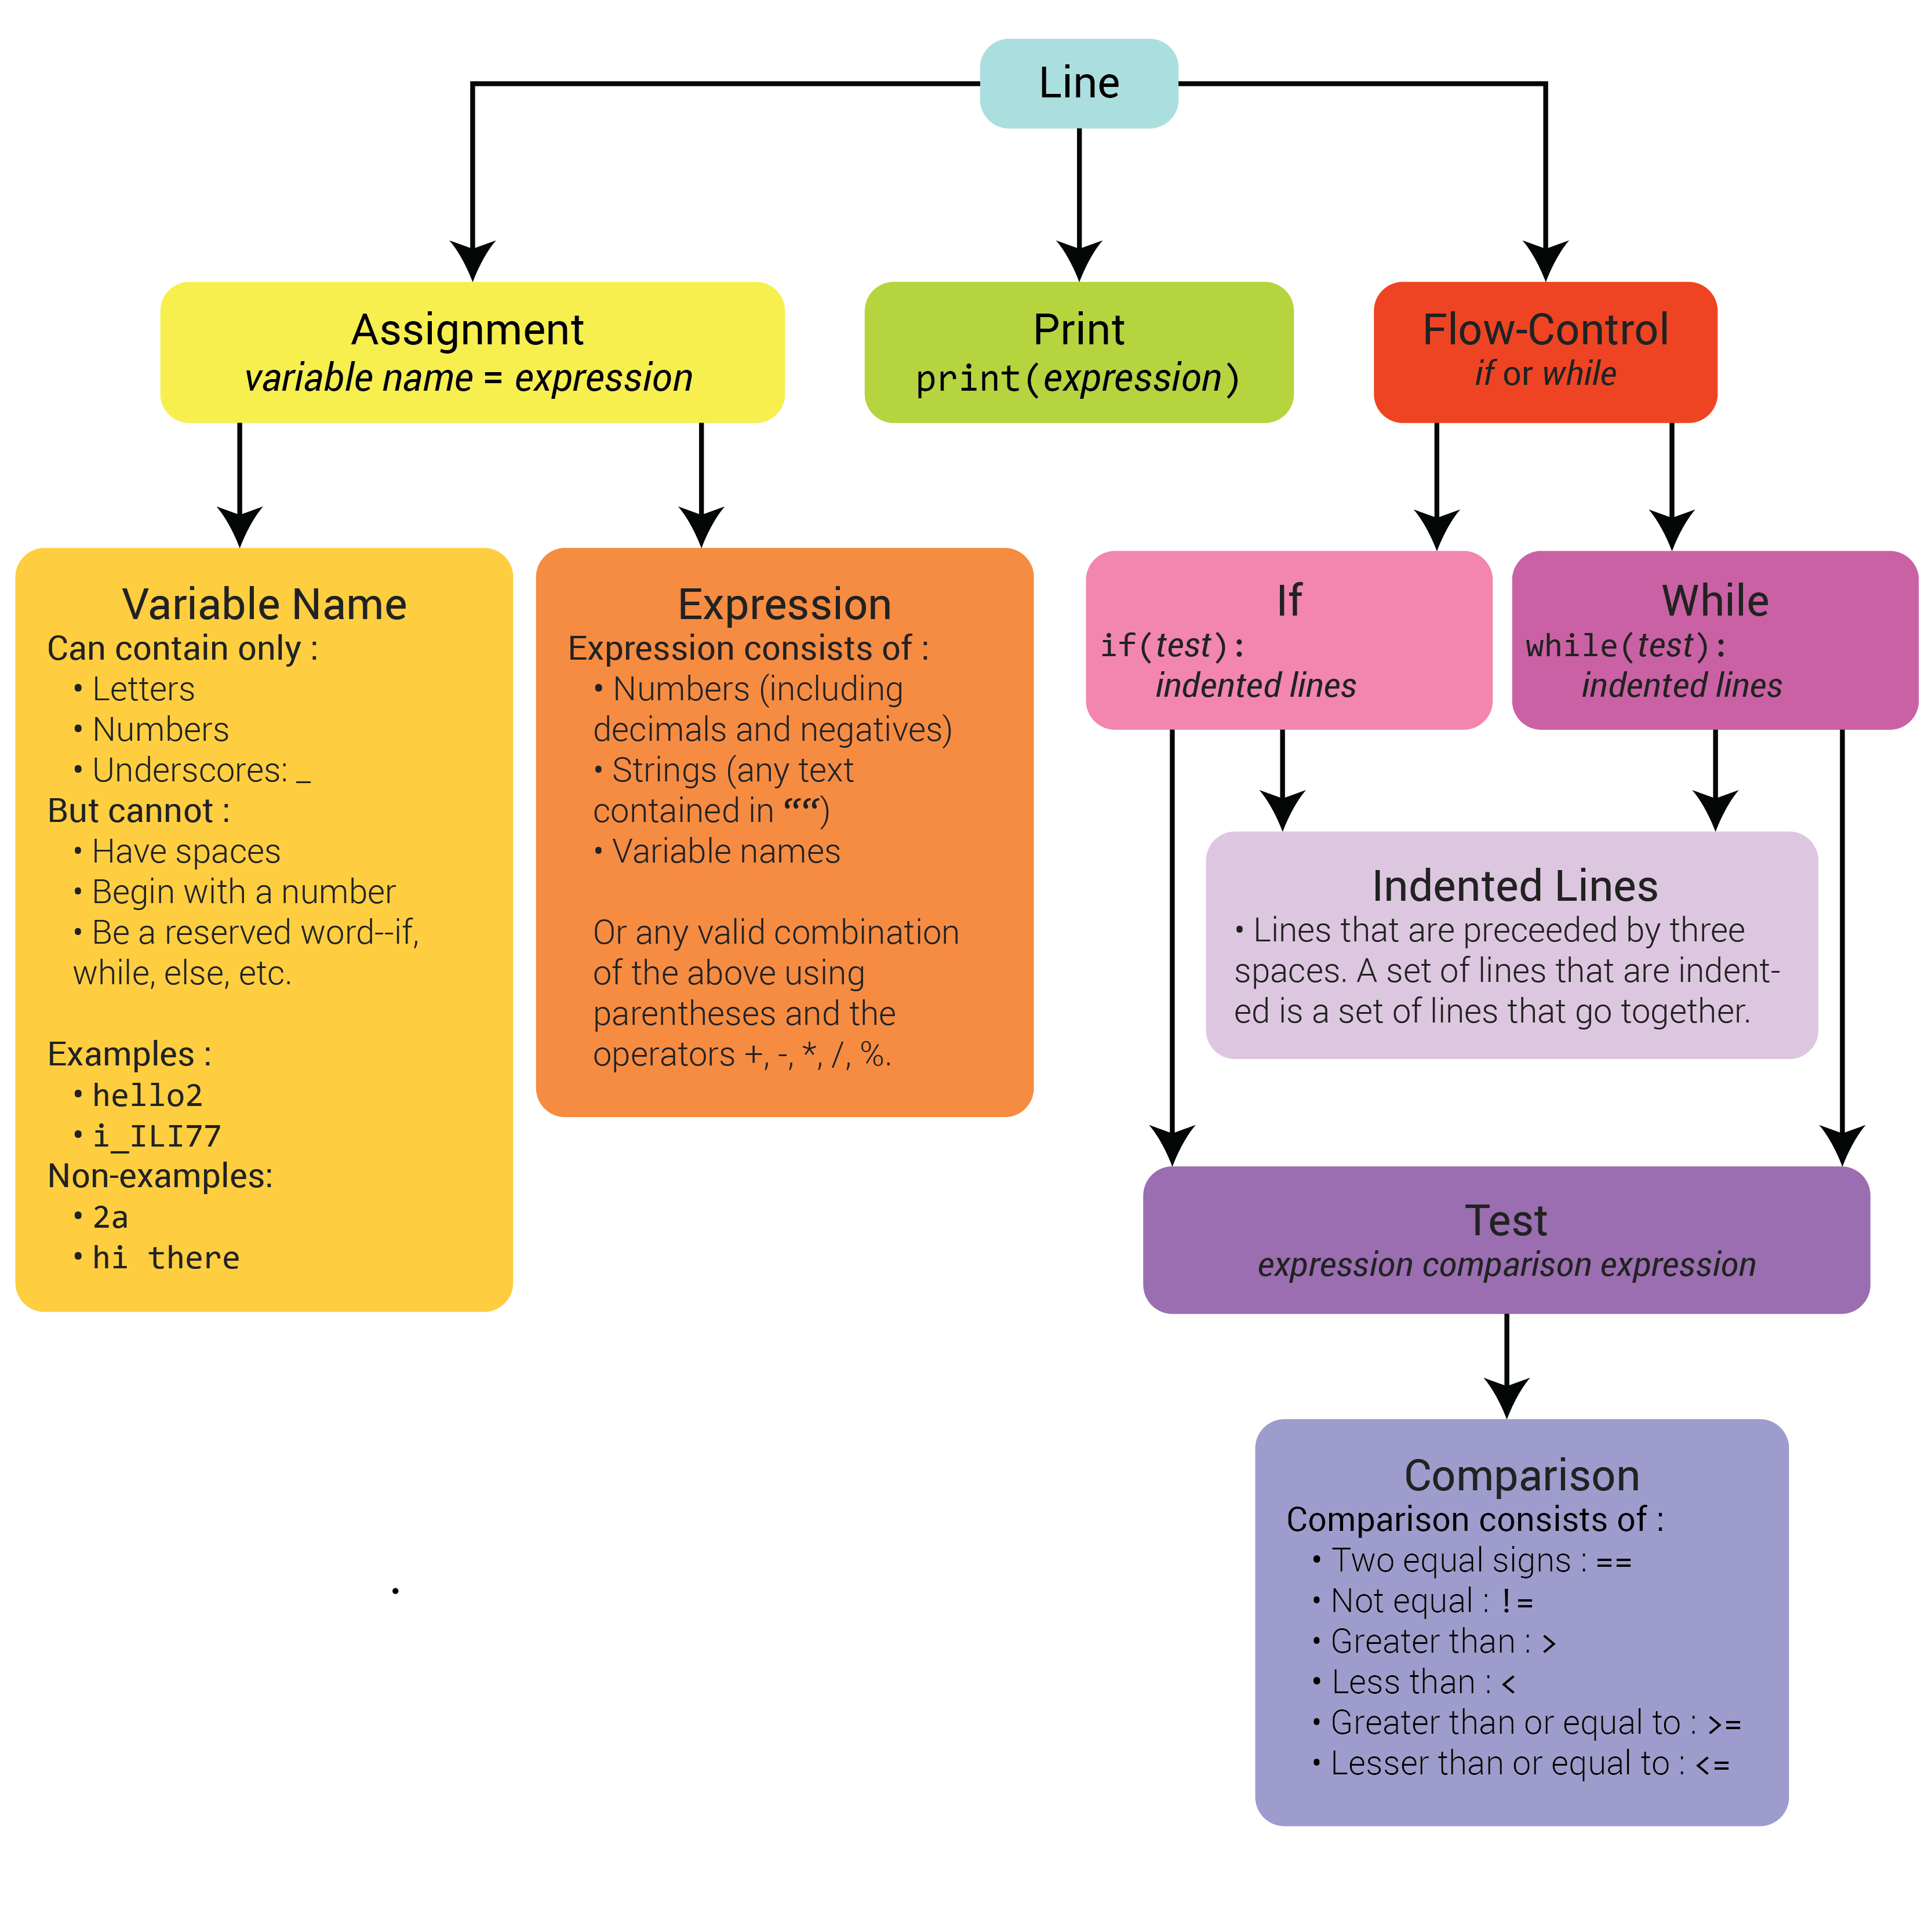 Line
Assignment
variable name = expression
Print
print(expression)
Flow-Control
if or while
Variable Name
Can contain only :
• Letters
• Numbers
• Underscores: _
But cannot :
• Have spaces
• Begin with a number
• Be a reserved word--if,
while, else, etc.
Examples :
• hello2
• i_ILI77
Non-examples:
• 2a
• hi there
Expression
Expression consists of :
• Numbers (including
decimals and negatives)
• Strings (any text
contained in ““)
• Variable names
Or any valid combination
of the above using
parentheses and the
operators +, -, *, /, %.
If
if(test):
indented lines
While
while(test):
indented lines
Indented Lines
• Lines that are preceeded by three
spaces. A set of lines that are indent-
ed is a set of lines that go together.
Test
expression comparison expression
Comparison
Comparison consists of :
• Two equal signs : ==
• Not equal : !=
• Greater than : >
• Less than : <
• Greater than or equal to : >=
• Lesser than or equal to : <=